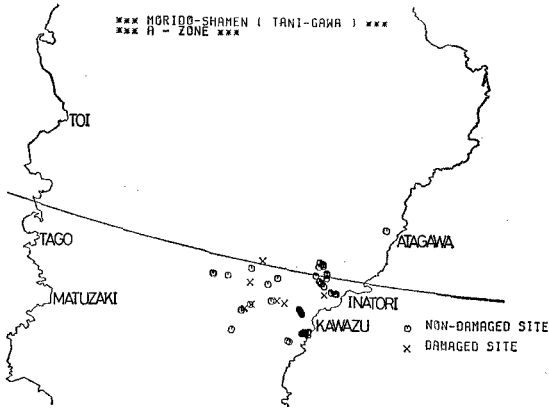 *** MORIDO-SHAMEN ( TANI-GAWA ) ***
*** A - ZONE ***
TOI
ATAGAWA
TAGO
MATUZAKI
INATORI
KAWAZU
NON-DAMAGED SITE
DAMAGED SITE